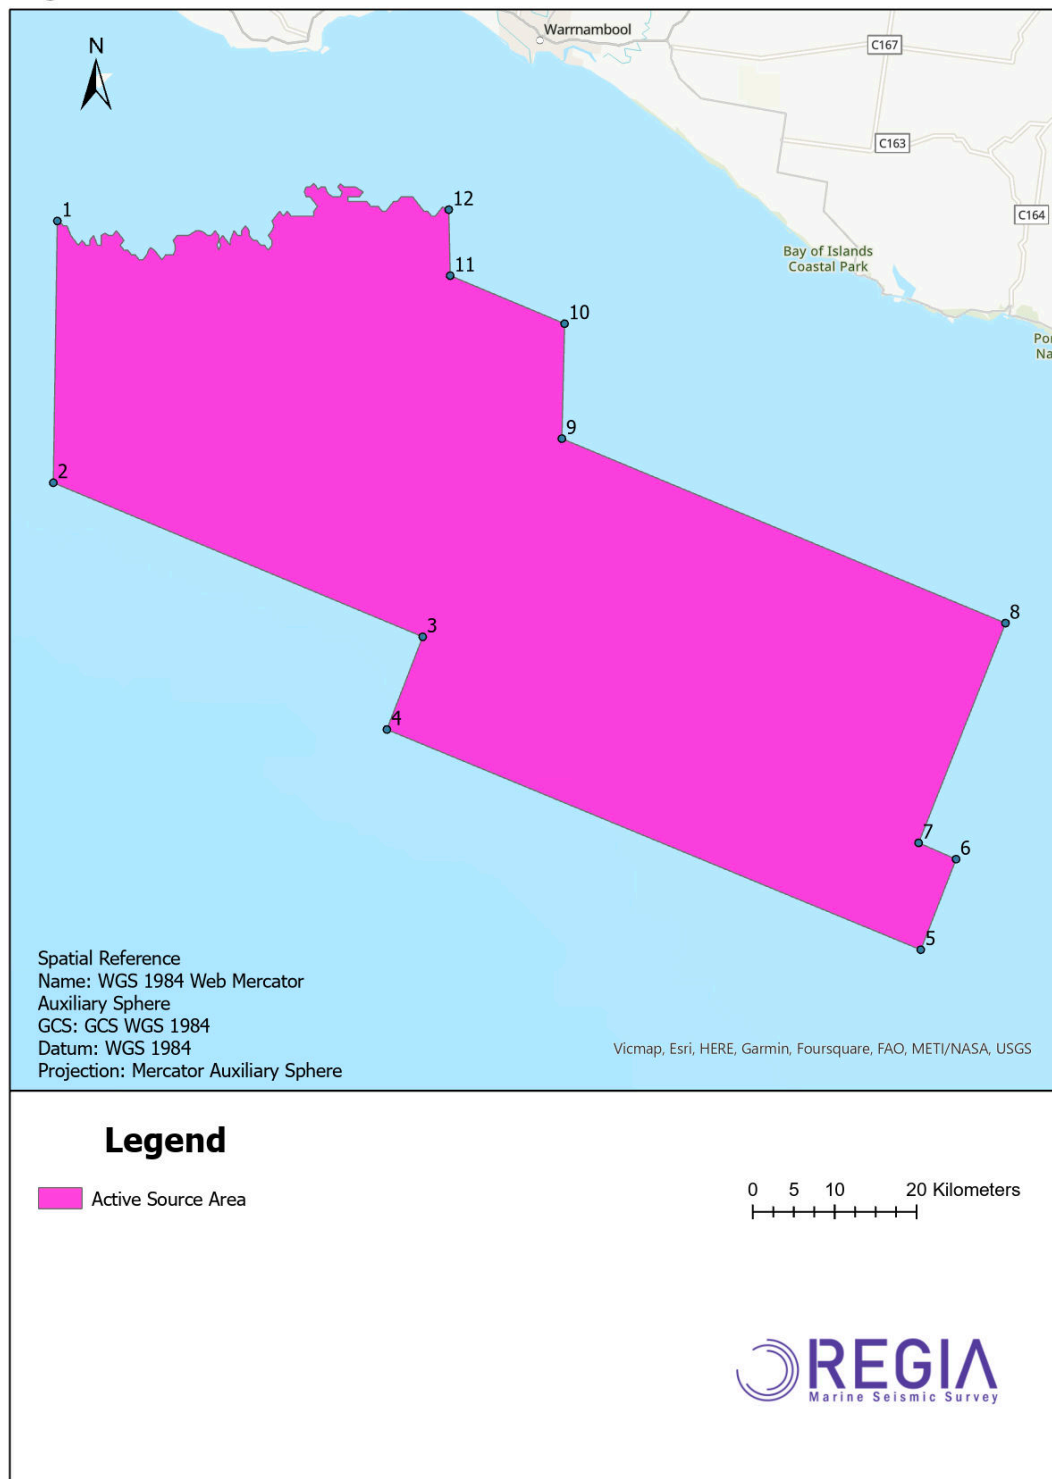 Warrnambool
C167
N
C163
12
1
C164
Bay of Islands
Coastal Park
11
10
Por
Na
9
2
8
3
4
7
6
5
Spatial Reference
Name: WGS 1984 Web Mercator
Auxiliary Sphere
GCS: GCS WGS 1984
Datum: WGS 1984
Projection: Mercator Auxiliary Sphere
Vicmap, Esri, HERE, Garmin, Foursquare, FAO, METI/NASA, USGS
Legend
Active Source Area
0 5 10 20 Kilometers
REGIA
Marine Seismic Survey